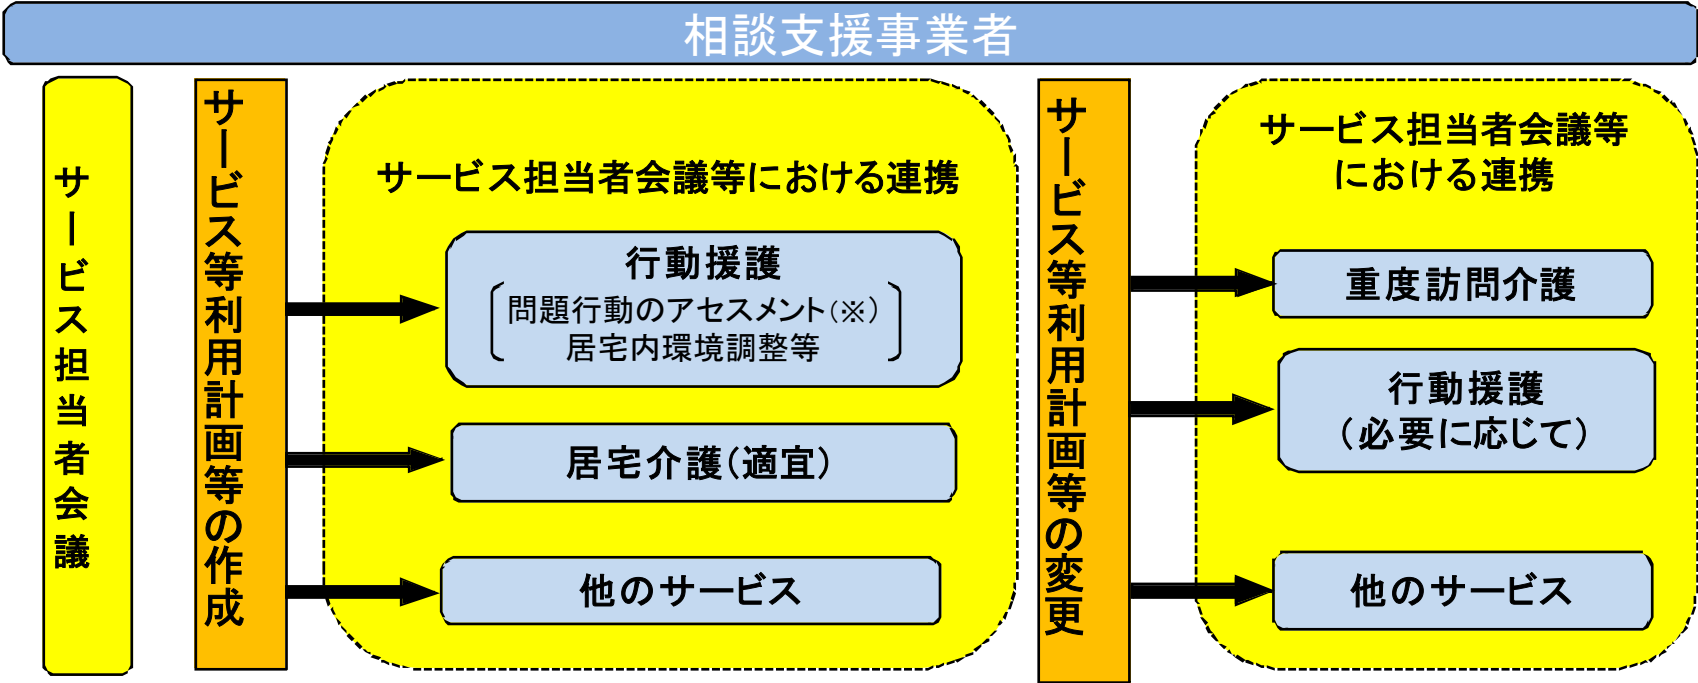 相談支援事業者
サービス担当者会議
サービス等利用計画等の作成
サービス担当者会議等における連携
行動援護
問題行動のアセスメント（※）
居宅内環境調整等
居宅介護（適宜）
他のサービス
サービス等利用計画等の変更
サービス担当者会議等
における連携
重度訪問介護
行動援護
（必要に応じて）
他のサービス